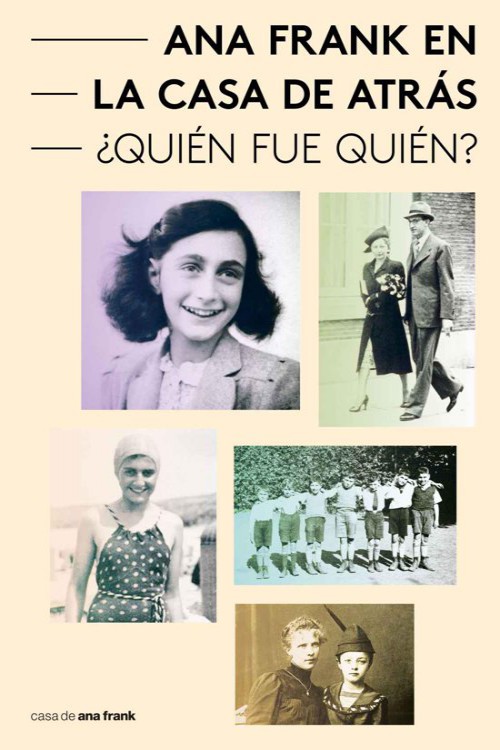 ANA FRANK EN
LA CASA DE ATRÁS
¿QUIÉN FUE QUIÉN?
casa de ana frank